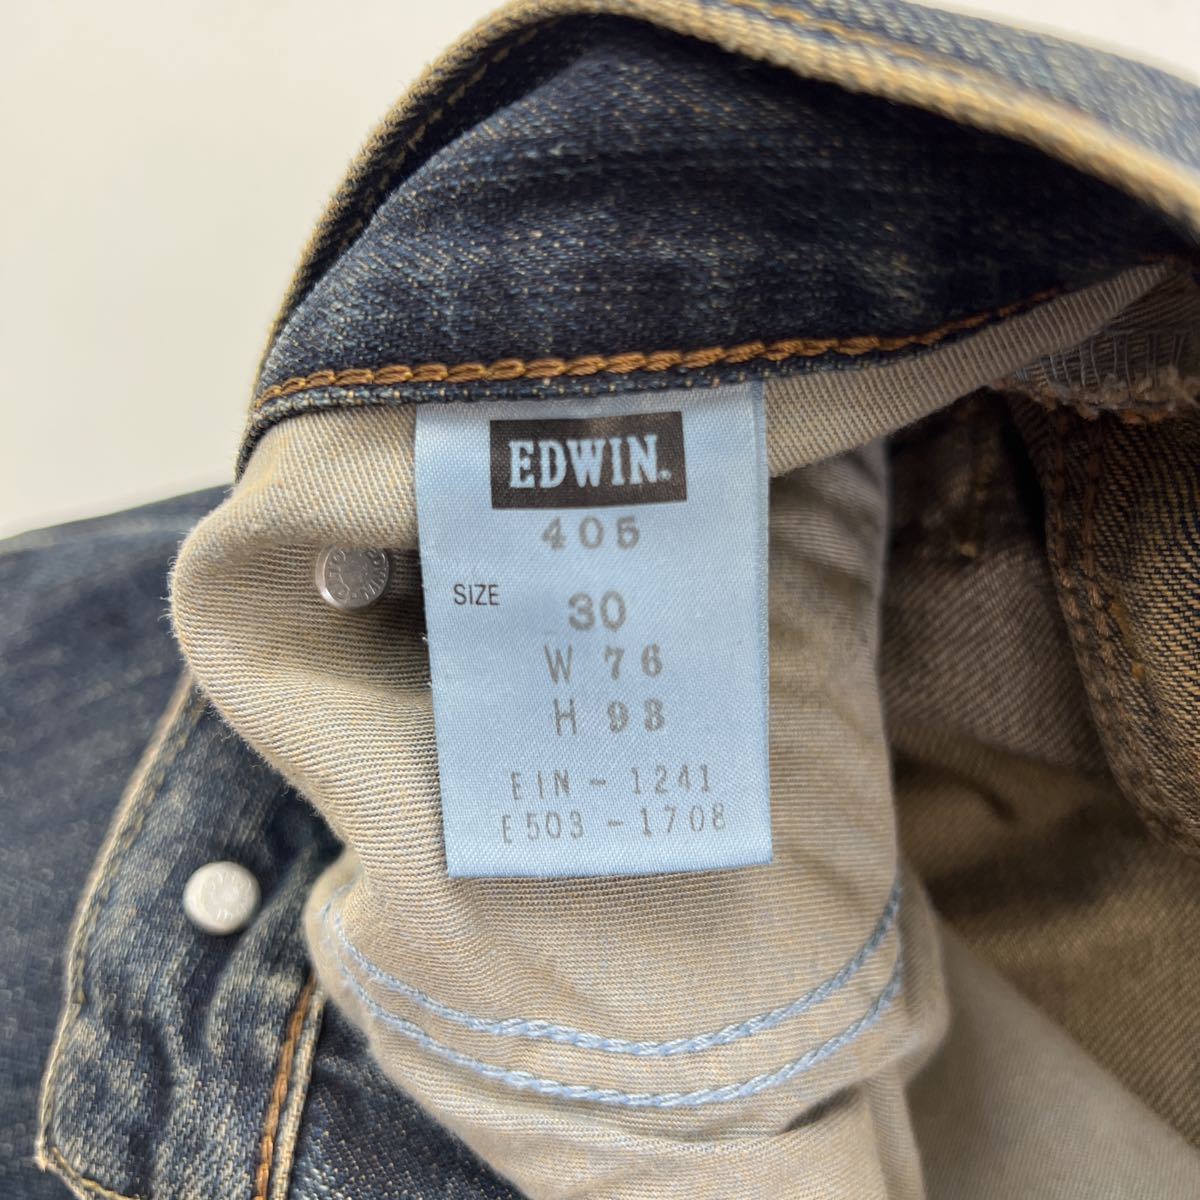 EDWIN.
405
SIZE 30
W 76
H 98
EIN - 1241
E503 - 1708